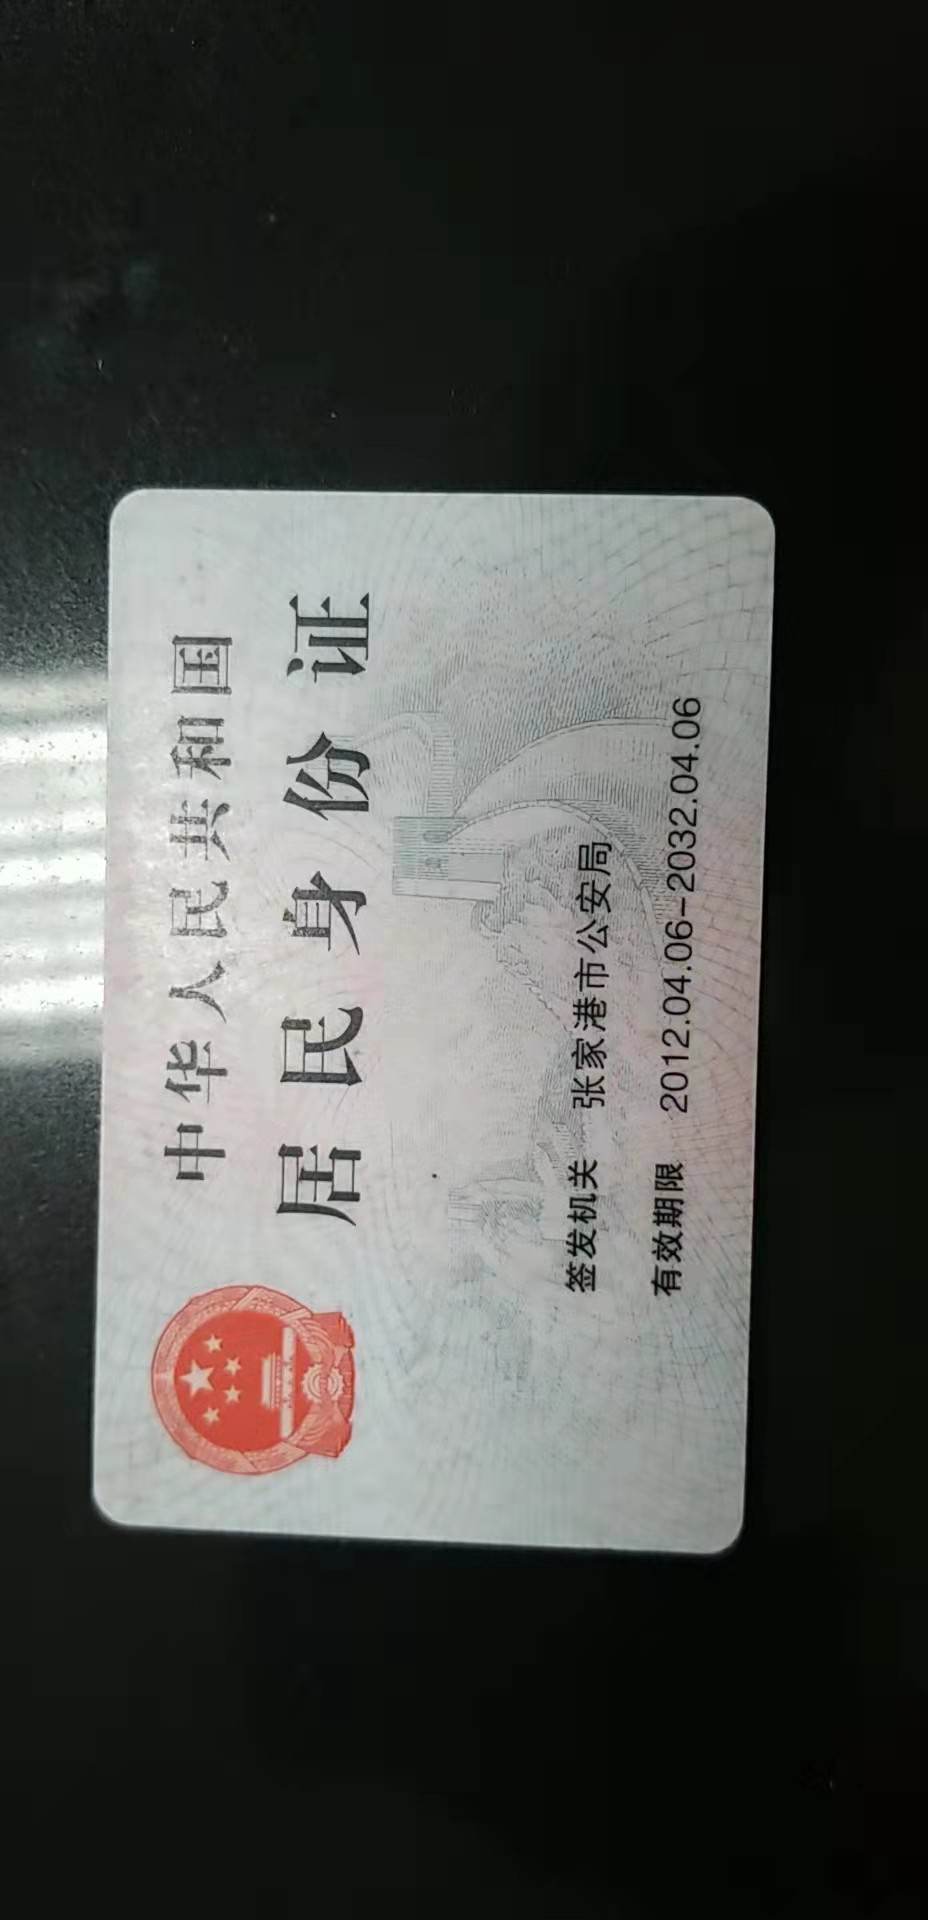 中华人民共和国
居民身份证
签发机关 张家港市公安局
有效期限 2012.04.06-2032.04.06